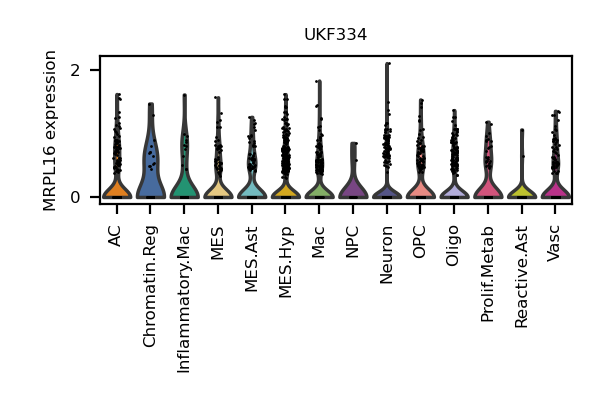 UKF334
MRPL16 expression
2
0
AC
Chromatin.Reg
Inflammatory.Mac
MES
MES.Ast
MES.Hyp
Mac
NPC
Neuron
OPC
Oligo
Prolif.Metab
Reactive.Ast
Vasc